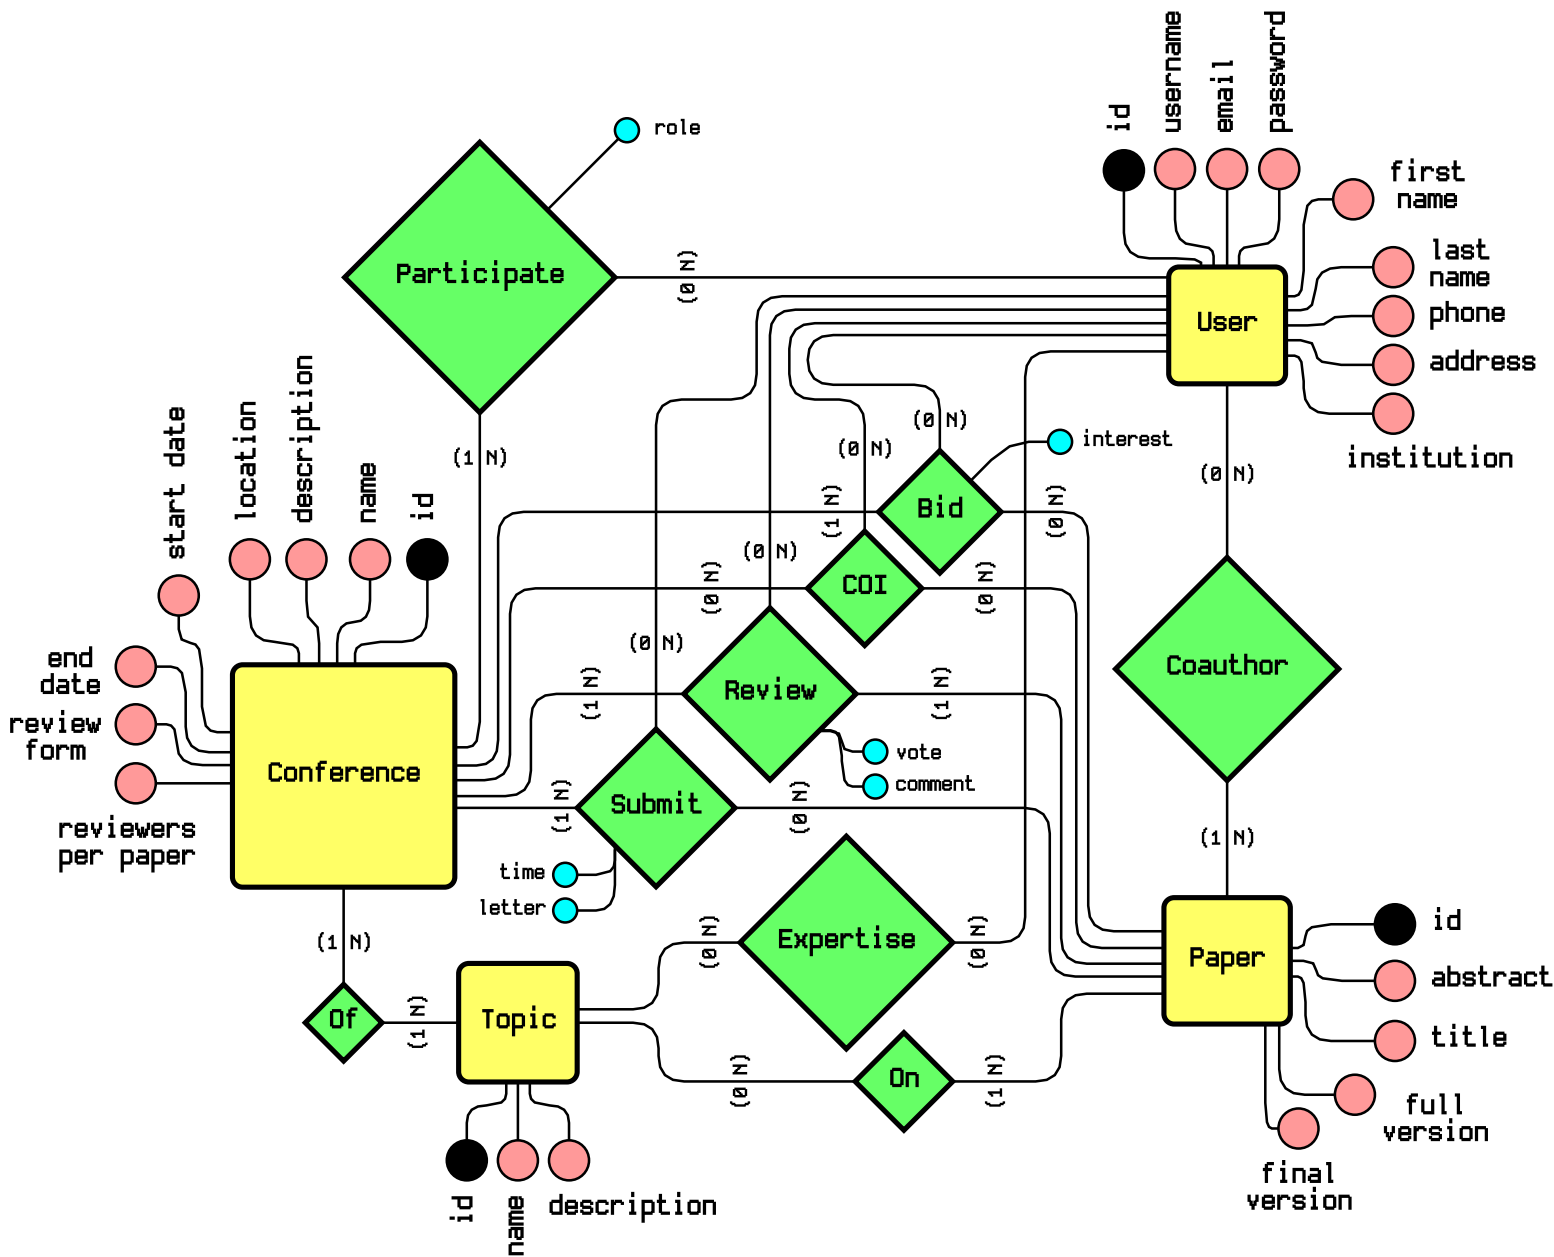 id
username
email
password
role
first
name
last
name
phone
address
institution
Participate
(0 N)
User
(1 N)
(0 N)
(0 N)
interest
(0 N)
start date
location
description
name
id
(1 N)
Bid
(0 N)
(0 N)
(0 N)
COI
(0 N)
(0 N)
end
date
review
form
reviewers
per paper
Conference
(1 N)
Review
(1 N)
Coauthor
vote
comment
(1 N)
Submit
(0 N)
(1 N)
time
letter
(1 N)
(0 N)
Expertise
(0 N)
Paper
id
abstract
title
full
version
final
version
Of
(1 N)
Topic
(0 N)
On
(1 N)
id
name
description